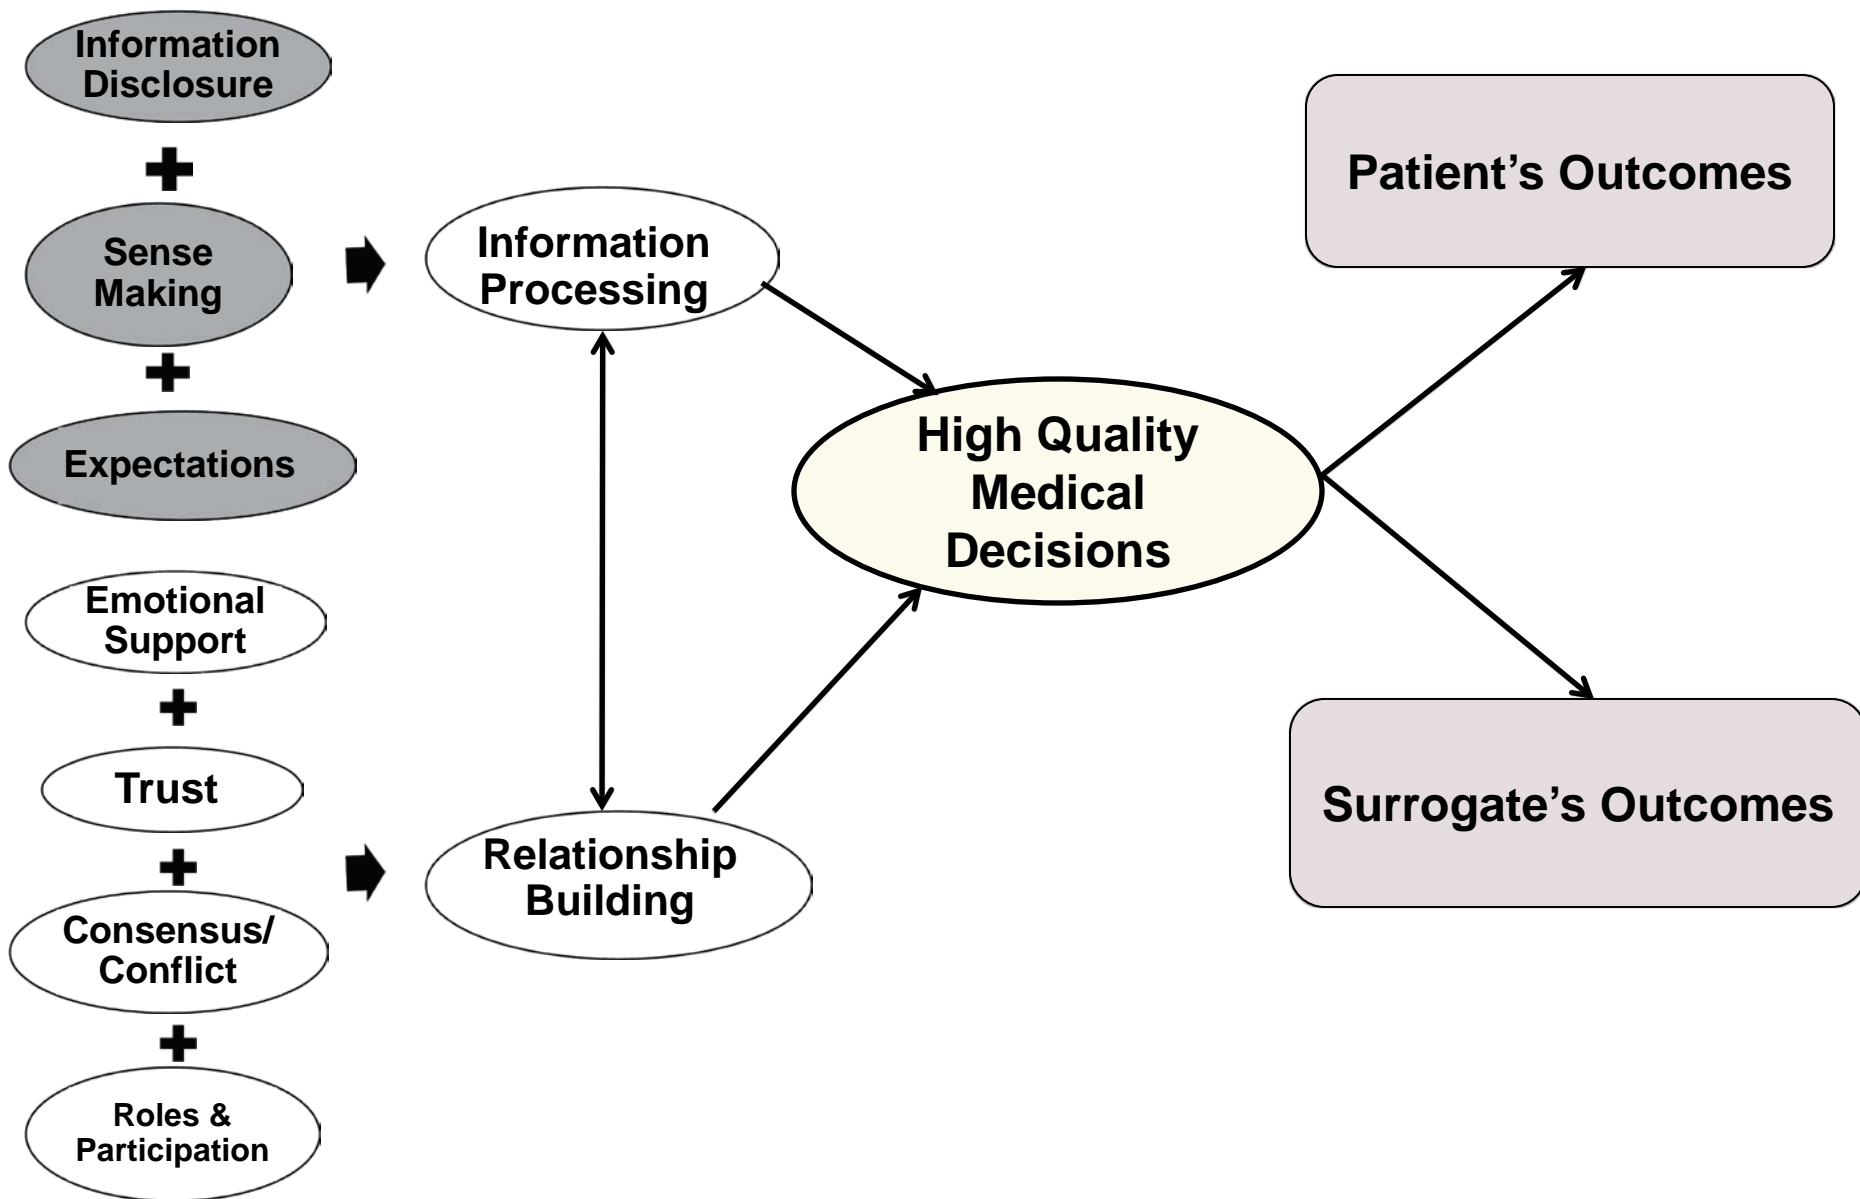 Information
Disclosure
Sense
Making
Expectations
Emotional
Support
Trust
Consensus/
Conflict
Roles &
Participation
Information
Processing
Relationship
Building
High Quality
Medical
Decisions
Patient’s Outcomes
Surrogate’s Outcomes